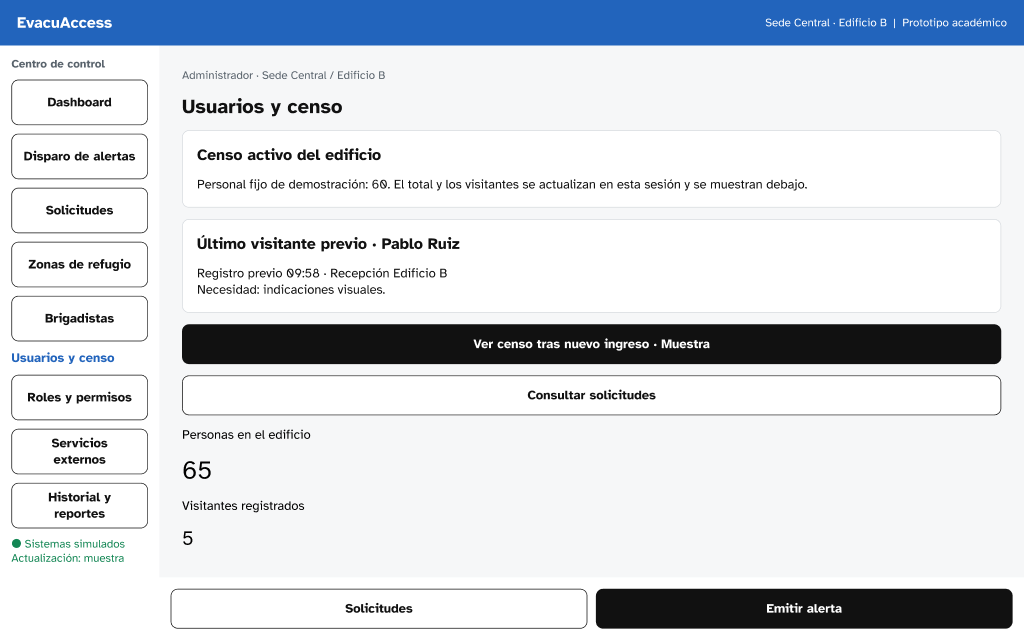 EvacuAccess
Sede Central · Edificio B | Prototipo académico
Centro de control
Dashboard
Disparo de alertas
Solicitudes
Zonas de refugio
Brigadistas
Usuarios y censo
Roles y permisos
Servicios
externos
Historial y
reportes
Sistemas simulados
Actualización: muestra
Administrador · Sede Central / Edificio B
Usuarios y censo
Censo activo del edificio
Personal fijo de demostración: 60. El total y los visitantes se actualizan en esta sesión y se muestran debajo.
Último visitante previo · Pablo Ruiz
Registro previo 09:58 · Recepción Edificio B
Necesidad: indicaciones visuales.
Ver censo tras nuevo ingreso · Muestra
Consultar solicitudes
Personas en el edificio
65
Visitantes registrados
5
Solicitudes
Emitir alerta